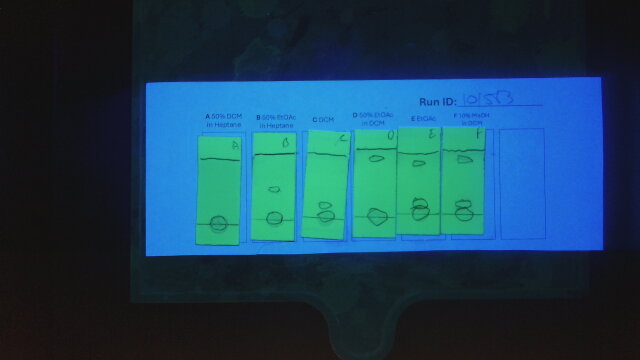 Run ID: 101553
A 50% DCM in Heptane
B 50% EtOAc in Heptane
C DCM
D 50% EtOAc in DCM
E EtOAc
F 10% MeOH in DCM
A B C D E F